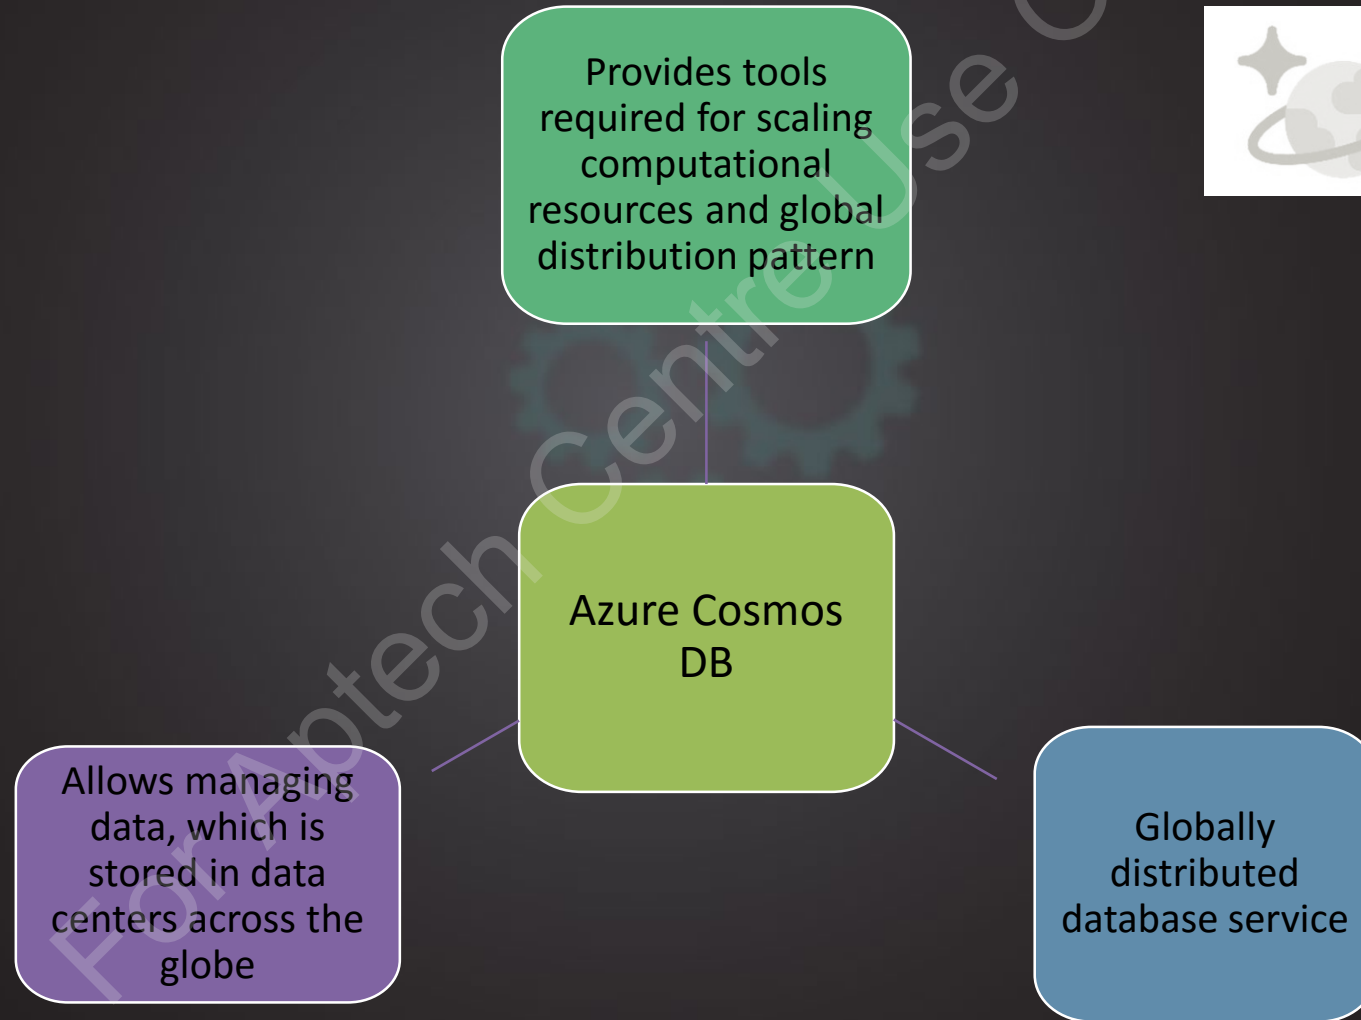 Provides tools
required for scaling
computational
resources and global
distribution pattern
Azure Cosmos
DB
Allows managing
data, which is
stored in data
centers across the
globe
Globally
distributed
database service
For Aptech Centre Use